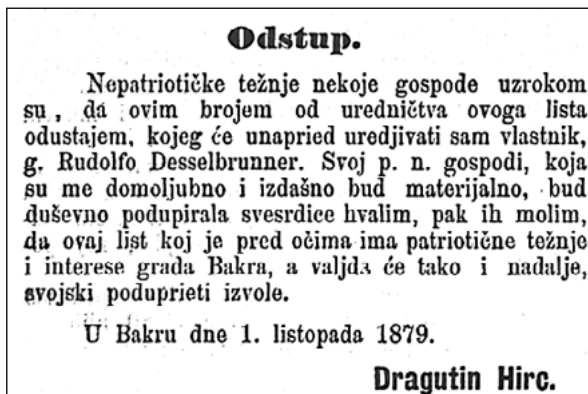 Odstup.
Nepatriotičke težnje nekoje gospode uzrokom
su, da ovim brojem od uredničtva ovoga lista
odustajem, kojeg će unapried uredjivati sam vlastnik,
g. Rudolfo Desselbrunner. Svoj p. n. gospodi, koja
su me domoljubno i izdašno bud materijalno, bud
duševno podupirala svesrdice hvalim, pak ih molim,
da ovaj list koj je pred očima ima patriotične težnje
i interese grada Bakra, a valjda će tako i nadalje,
svojski poduprieti izvole.
U Bakru dne 1. listopada 1879.
Dragutin Hirc.